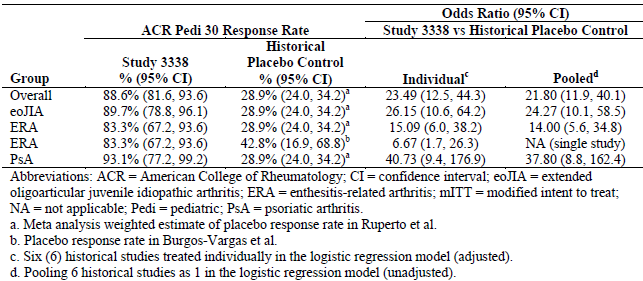 Odds Ratio (95% CI)
ACR Pedi 30 Response Rate Study 3338 vs Historical Placebo Control
Group Study 3338 % (95% CI) Historical Placebo Control % (95% CI) Individualc Pooledd
Overall 88.6% (81.6, 93.6) 28.9% (24.0, 34.2)a 23.49 (12.5, 44.3) 21.80 (11.9, 40.1)
eoJIA 89.7% (78.8, 96.1) 28.9% (24.0, 34.2)a 26.15 (10.6, 64.2) 24.27 (10.1, 58.5)
ERA 83.3% (67.2, 93.6) 28.9% (24.0, 34.2)a 15.09 (6.0, 38.2) 14.00 (5.6, 34.8)
ERA 83.3% (67.2, 93.6) 42.8% (16.9, 68.8)b 6.67 (1.7, 26.3) NA (single study)
PsA 93.1% (77.2, 99.2) 28.9% (24.0, 34.2)a 40.73 (9.4, 176.9) 37.80 (8.8, 162.4)
Abbreviations: ACR = American College of Rheumatology; CI = confidence interval; eoJIA = extended
oligoarticular juvenile idiopathic arthritis; ERA = enthesitis-related arthritis; mITT = modified intent to treat;
NA = not applicable; Pedi = pediatric; PsA = psoriatic arthritis.
a. Meta analysis weighted estimate of placebo response rate in Ruperto et al.
b. Placebo response rate in Burgos-Vargas et al.
c. Six (6) historical studies treated individually in the logistic regression model (adjusted).
d. Pooling 6 historical studies as 1 in the logistic regression model (unadjusted).